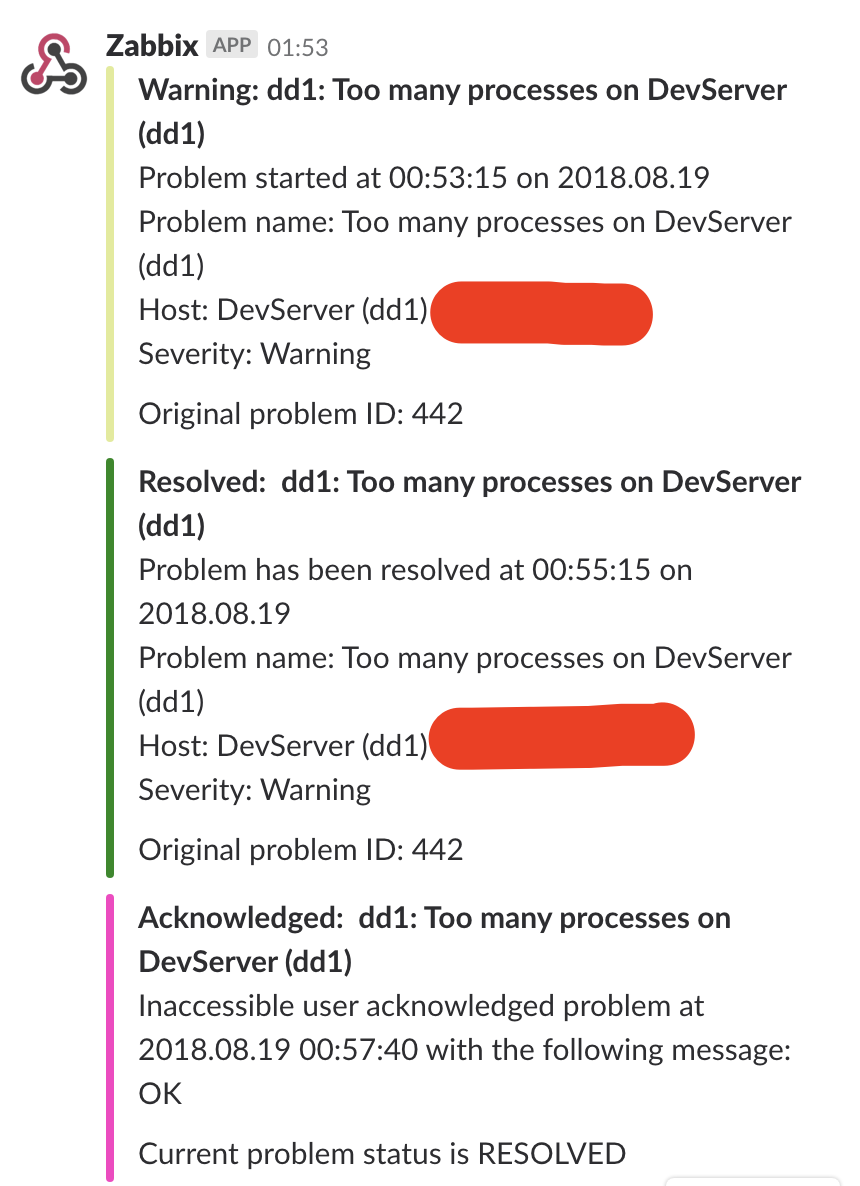 Zabbix APP 01:53
Warning: dd1: Too many processes on DevServer
(dd1)
Problem started at 00:53:15 on 2018.08.19
Problem name: Too many processes on DevServer
(dd1)
Host: DevServer (dd1)
Severity: Warning
Original problem ID: 442
Resolved:  dd1: Too many processes on DevServer
(dd1)
Problem has been resolved at 00:55:15 on
2018.08.19
Problem name: Too many processes on DevServer
(dd1)
Host: DevServer (dd1)
Severity: Warning
Original problem ID: 442
Acknowledged:  dd1: Too many processes on
DevServer (dd1)
Inaccessible user acknowledged problem at
2018.08.19 00:57:40 with the following message:
OK
Current problem status is RESOLVED